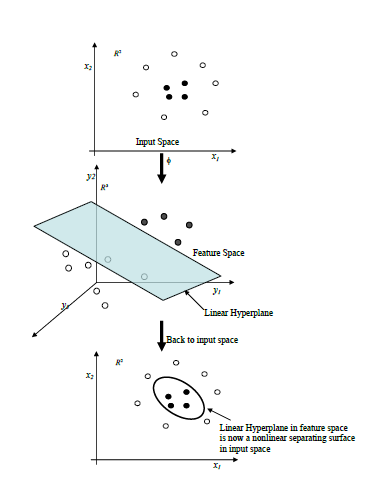 R²
x₂
Input Space
x₁
ϕ
y₂
R³
Feature Space
y₁
y₃
Linear Hyperplane
Back to input space
R²
x₂
Linear Hyperplane in feature space
is now a nonlinear separating surface
in input space
x₁